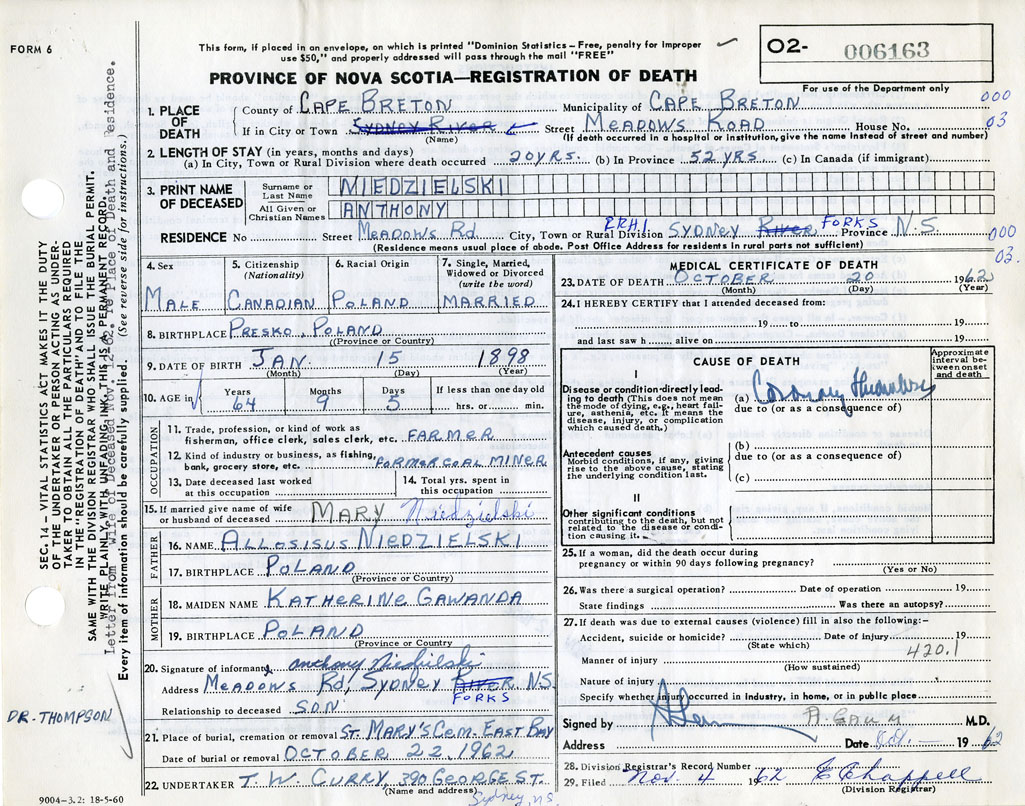 FORM 6
This form, if placed in an envelope, on which is printed "Dominion Statistics – Free, penalty for improper
use $50," and properly addressed will pass through the mail "FREE"
O2- 006163
PROVINCE OF NOVA SCOTIA—REGISTRATION OF DEATH
For use of the Department only
1. PLACE OF DEATH
County of CAPE BRETON Municipality of CAPE BRETON 000
If in City or Town SYDNEY RIVER Street MEADOWS ROAD House No. 03
(Name) (If death occurred in a hospital or institution, give the name instead of street and number)
2. LENGTH OF STAY (in years, months and days)
(a) In City, Town or Rural Division where death occurred 20 YRS. (b) In Province 52 YRS. (c) In Canada (if immigrant)
3. PRINT NAME OF DECEASED
Surname or Last Name NIEDZIELSKI
All Given or Christian Names ANTHONY
RESIDENCE No Street MEADOWS Rd. City, Town or Rural Division RRH1 SYDNEY RIVER, FORKS Province N.S. 000
(Residence means usual place of abode. Post Office Address for residents in rural parts not sufficient) 03.
4. Sex 5. Citizenship (Nationality) 6. Racial Origin 7. Single, Married, Widowed or Divorced (write the word)
MALE CANADIAN POLAND MARRIED
8. BIRTHPLACE PRESKO, POLAND
(Province or Country)
9. DATE OF BIRTH JAN. 15 1898
(Month) (Day) (Year)
10. AGE in Years Months Days If less than one day old
64 9 5 hrs. or min.
OCCUPATION
11. Trade, profession, or kind of work as
fisherman, office clerk, sales clerk, etc. FARMER
12. Kind of industry or business, as fishing,
bank, grocery store, etc. FORMER COAL MINER
13. Date deceased last worked
at this occupation
14. Total yrs. spent in
this occupation
15. If married give name of wife
or husband of deceased MARY Niedzielski
FATHER
16. NAME ALLOSISUS NIEDZIELSKI
17. BIRTHPLACE POLAND
(Province or Country)
MOTHER
18. MAIDEN NAME KATHERINE GAWANDA
19. BIRTHPLACE POLAND
(Province or Country)
20. Signature of informant Anthony Niedzielski
Address MEADOWS Rd, SYDNEY RIVER N.S.
FORKS
Relationship to deceased SON
21. Place of burial, cremation or removal ST. MARY'S CEM. EAST BAY
Date of burial or removal OCTOBER 22, 1962
22. UNDERTAKER T. W. CURRY, 390 GEORGE ST.
(Name and address)
Sydney, N.S.
MEDICAL CERTIFICATE OF DEATH
23. DATE OF DEATH OCTOBER 20 1962
(Month) (Day) (Year)
24. I HEREBY CERTIFY that I attended deceased from:
19 to 19
and last saw h alive on 19
CAUSE OF DEATH
Approximate interval between onset and death
I
Disease or condition directly leading to death (This does not
the mode of dying, e.g., heart failure, asthenia, etc. It means the
disease, injury, or complication
which caused death.)
(a) Coronary Thrombosis
due to (or as a consequence of)
Antecedent causes
Morbid conditions, if any, giving
rise to the above cause, stating
the underlying condition last.
(b)
due to (or as a consequence of)
(c)
II
Other significant conditions
contributing to the death, but not
related to the disease or condition causing it.
25. If a woman, did the death occur during
pregnancy or within 90 days following pregnancy?
(Yes or No)
26. Was there a surgical operation? Date of operation 19
State findings Was there an autopsy?
27. If death was due to external causes (violence) fill in also the following:-
Accident, suicide or homicide? Date of injury 19
(State which)
420.1
Manner of injury
(How sustained)
Nature of injury
Specify whether injury occurred in industry, in home, or in public place
Signed by A. GAUM M.D.
Address Date Oct. 1962
28. Division Registrar's Record Number
29. Filed Nov. 4 1962 E Chappell
(Division Registrar)
SEC. 14 – VITAL STATISTICS ACT MAKES IT THE DUTY
OF THE UNDERTAKER OR PERSON ACTING AS UNDERTAKER TO OBTAIN ALL THE PARTICULARS REQUIRED
IN THE "REGISTRATION OF DEATH" AND TO FILE THE
SAME WITH THE DIVISION REGISTRAR WHO SHALL ISSUE THE BURIAL PERMIT.
WRITE PLAINLY, WITH UNFADING INK, THIS IS A PERMANENT RECORD.
Letter from wife of Deceased Nov. 12/62 re Place of Death and residence.
Every item of information should be carefully supplied. (See reverse side for instructions.)
DR. THOMPSON
9004-3.2: 18-5-60